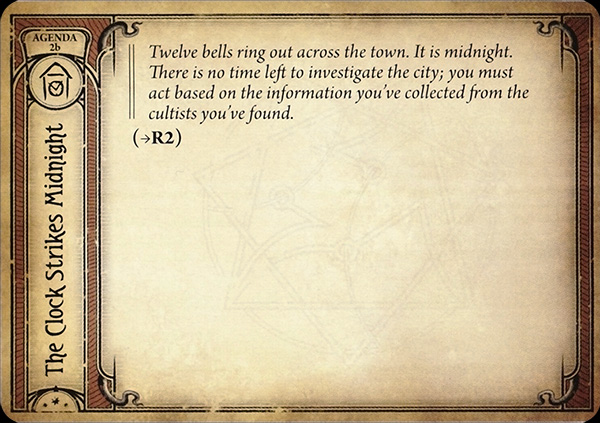 AGENDA
2b
The Clock Strikes Midnight
Twelve bells ring out across the town. It is midnight.
There is no time left to investigate the city; you must
act based on the information you've collected from the
cultists you've found.
(→R2)